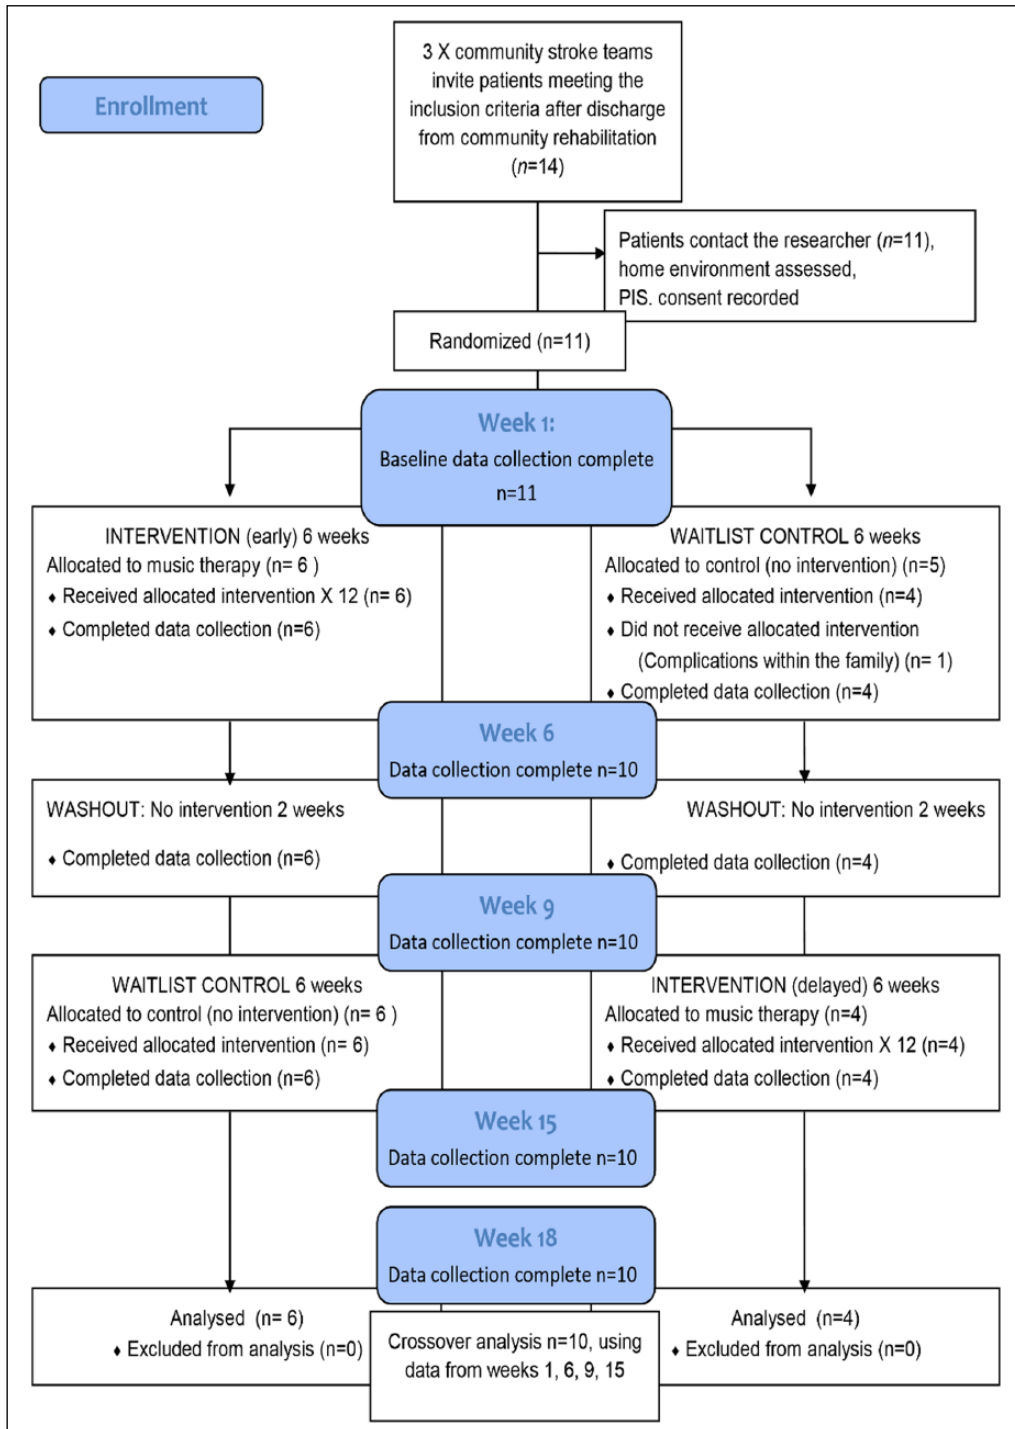 3 X community stroke teams
invite patients meeting the
inclusion criteria after discharge
from community rehabilitation
(n=14)
Enrollment
Patients contact the researcher (n=11),
home environment assessed,
PIS. consent recorded
Randomized (n=11)
Week 1:
Baseline data collection complete
n=11
INTERVENTION (early) 6 weeks
Allocated to music therapy (n= 6 )
♦ Received allocated intervention X 12 (n= 6)
♦ Completed data collection (n=6)
WAITLIST CONTROL 6 weeks
Allocated to control (no intervention) (n=5)
♦ Received allocated intervention (n=4)
♦ Did not receive allocated intervention
(Complications within the family) (n= 1)
♦ Completed data collection (n=4)
Week 6
Data collection complete n=10
WASHOUT: No intervention 2 weeks
♦ Completed data collection (n=6)
WASHOUT: No intervention 2 weeks
♦ Completed data collection (n=4)
Week 9
Data collection complete n=10
WAITLIST CONTROL 6 weeks
Allocated to control (no intervention) (n= 6 )
♦ Received allocated intervention (n= 6)
♦ Completed data collection (n=6)
INTERVENTION (delayed) 6 weeks
Allocated to music therapy (n=4)
♦ Received allocated intervention X 12 (n=4)
♦ Completed data collection (n=4)
Week 15
Data collection complete n=10
Week 18
Data collection complete n=10
Analysed (n= 6)
♦ Excluded from analysis (n=0)
Crossover analysis n=10, using
data from weeks 1, 6, 9, 15
Analysed (n=4)
♦ Excluded from analysis (n=0)